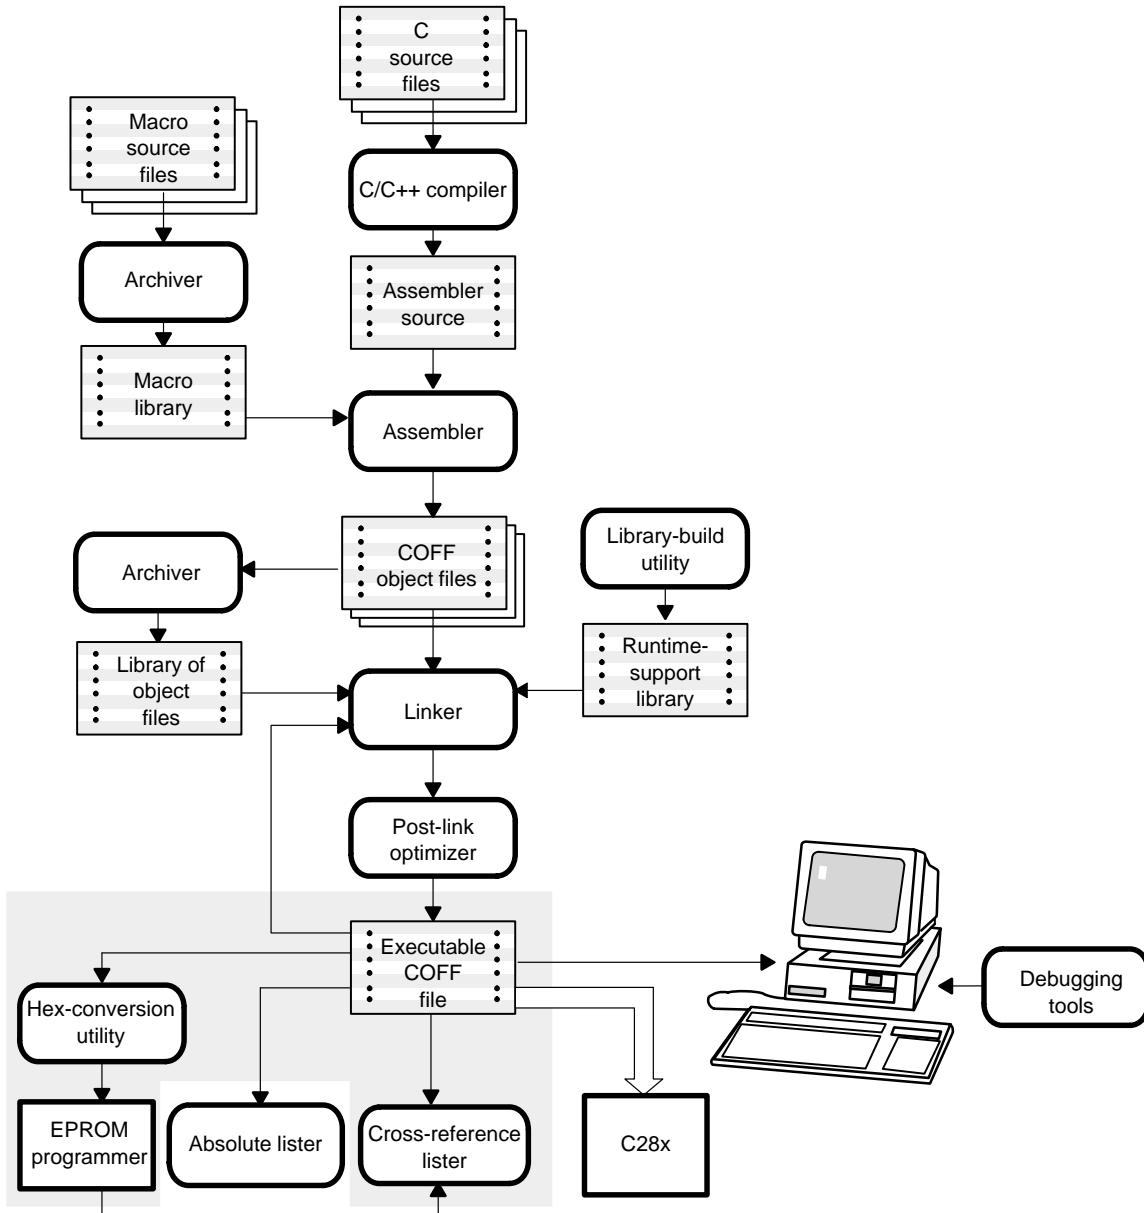 C
source
files
Macro
source
files
C/C++ compiler
Archiver
Assembler
source
Macro
library
Assembler
COFF
object files
Library-build
utility
Archiver
Runtime-
support
library
Library of
object
files
Linker
Post-link
optimizer
Executable
COFF
file
Debugging
tools
Hex-conversion
utility
EPROM
programmer
Absolute lister
Cross-reference
lister
C28x